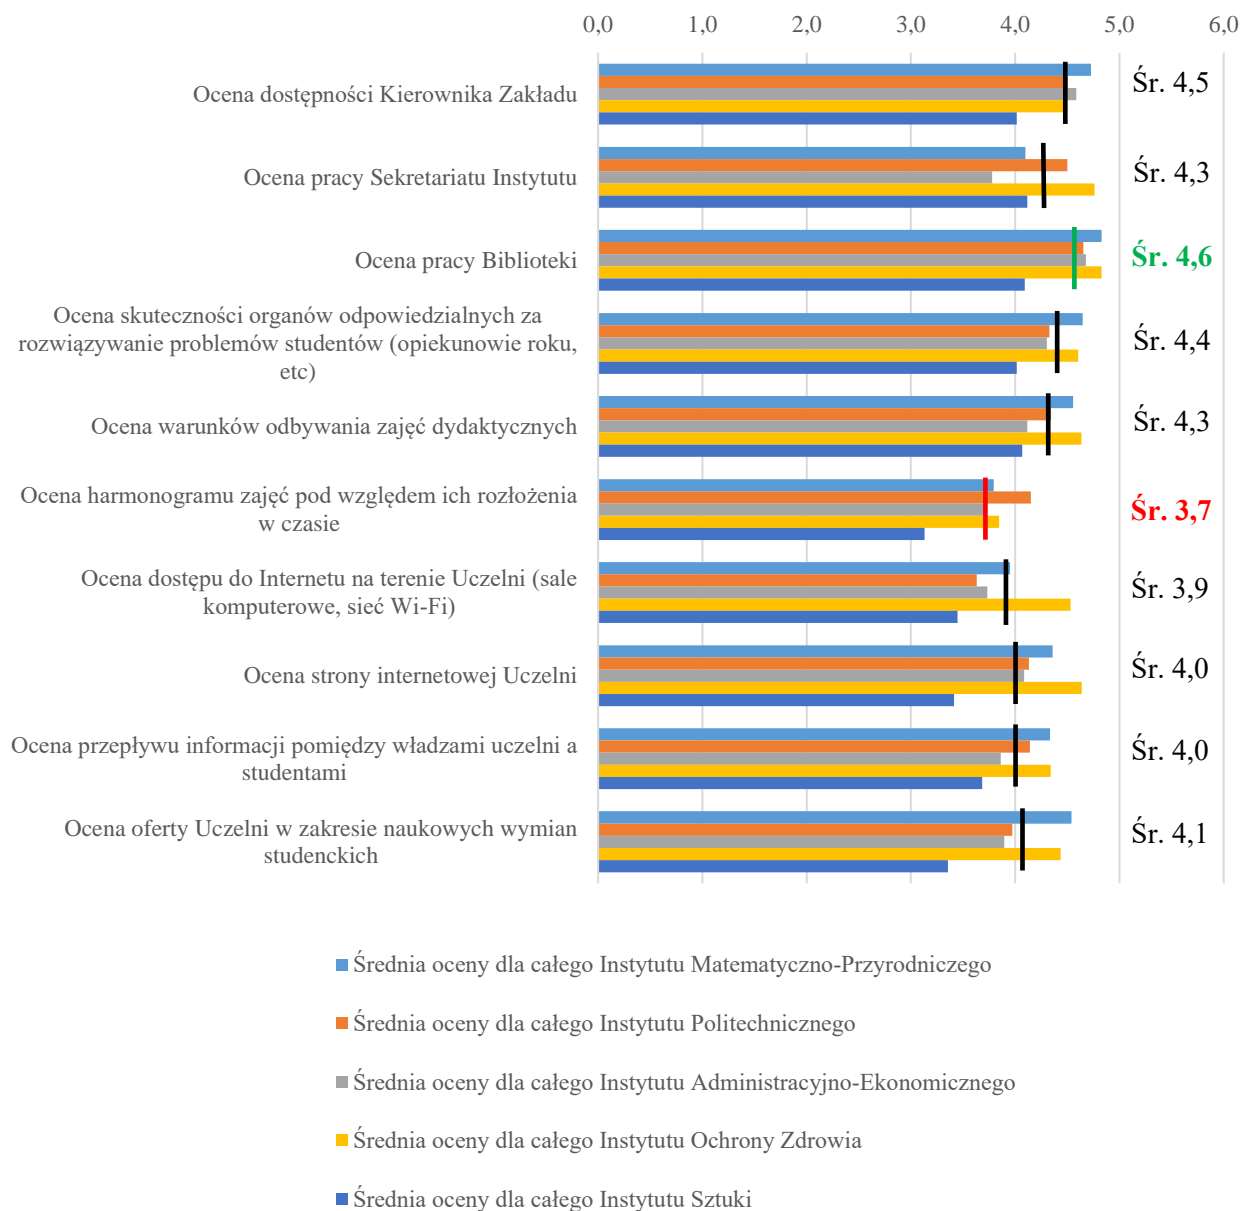 0,0 1,0 2,0 3,0 4,0 5,0 6,0
Ocena dostępności Kierownika Zakładu
Śr. 4,5
Ocena pracy Sekretariatu Instytutu
Śr. 4,3
Ocena pracy Biblioteki
Śr. 4,6
Ocena skuteczności organów odpowiedzialnych za
rozwiązywanie problemów studentów (opiekunowie roku,
etc)
Śr. 4,4
Ocena warunków odbywania zajęć dydaktycznych
Śr. 4,3
Ocena harmonogramu zajęć pod względem ich rozłożenia
w czasie
Śr. 3,7
Ocena dostępu do Internetu na terenie Uczelni (sale
komputerowe, sieć Wi-Fi)
Śr. 3,9
Ocena strony internetowej Uczelni
Śr. 4,0
Ocena przepływu informacji pomiędzy władzami uczelni a
studentami
Śr. 4,0
Ocena oferty Uczelni w zakresie naukowych wymian
studenckich
Śr. 4,1
Średnia oceny dla całego Instytutu Matematyczno-Przyrodniczego
Średnia oceny dla całego Instytutu Politechnicznego
Średnia oceny dla całego Instytutu Administracyjno-Ekonomicznego
Średnia oceny dla całego Instytutu Ochrony Zdrowia
Średnia oceny dla całego Instytutu Sztuki